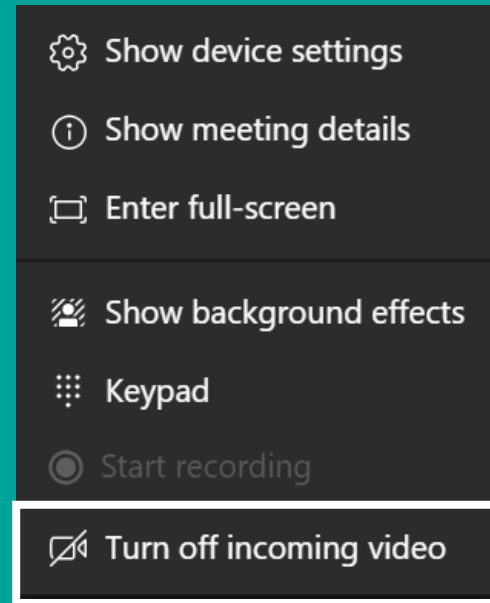 Show device settings
Show meeting details
Enter full-screen
Show background effects
Keypad
Start recording
Turn off incoming video